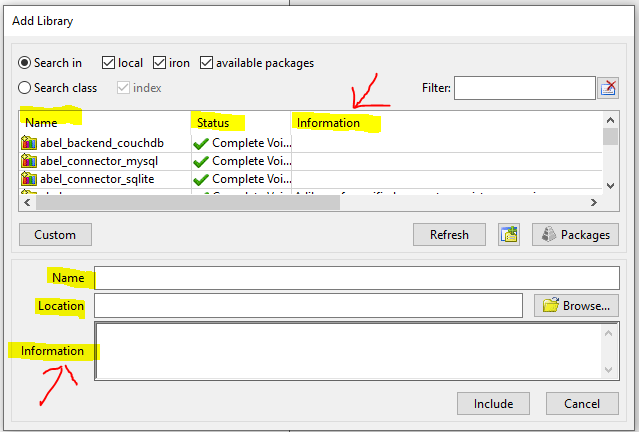 Add Library
Search in local iron available packages
Search class index Filter:
Name Status Information
abel_backend_couchdb Complete Voi...
abel_connector_mysql Complete Voi...
abel_connector_sqlite Complete Voi...
Custom Refresh Packages
Name
Location Browse...
Information
Include Cancel